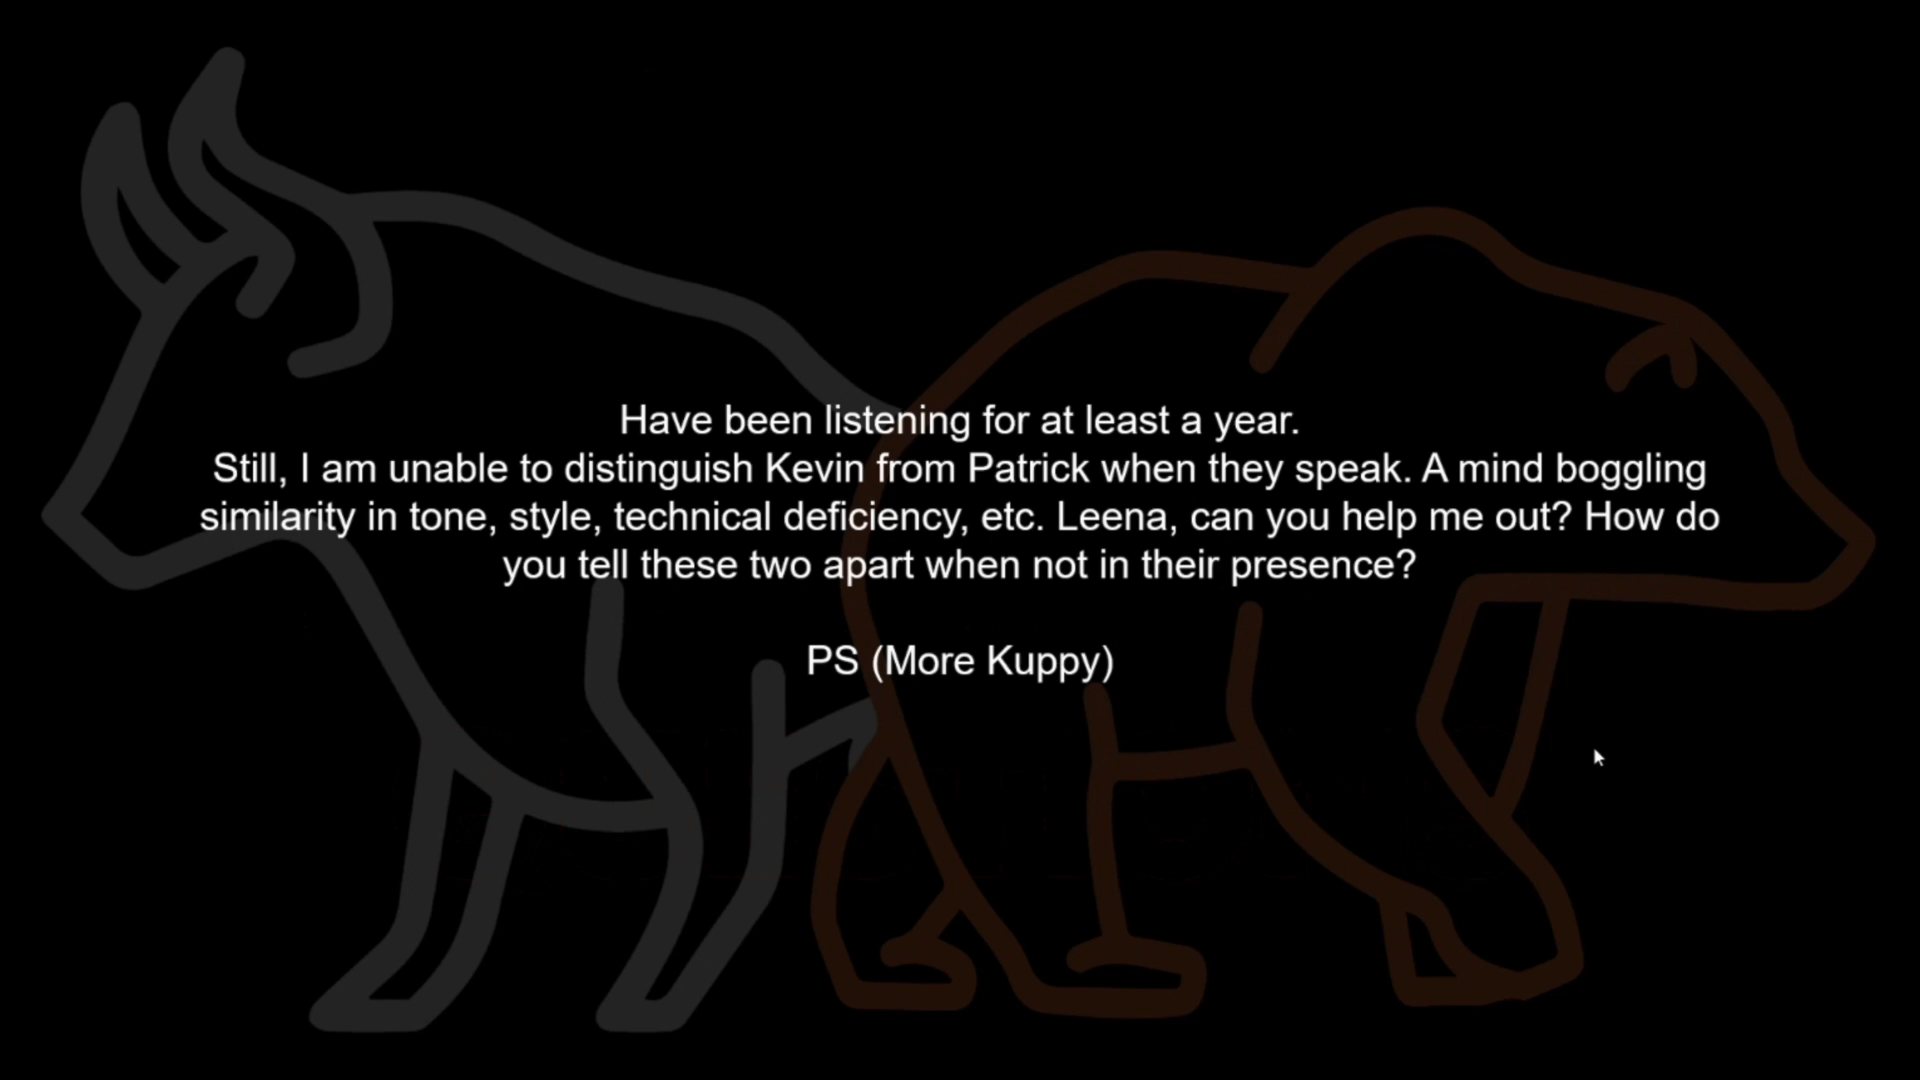 Have been listening for at least a year.
Still, I am unable to distinguish Kevin from Patrick when they speak. A mind boggling
similarity in tone, style, technical deficiency, etc. Leena, can you help me out? How do
you tell these two apart when not in their presence?
PS (More Kuppy)